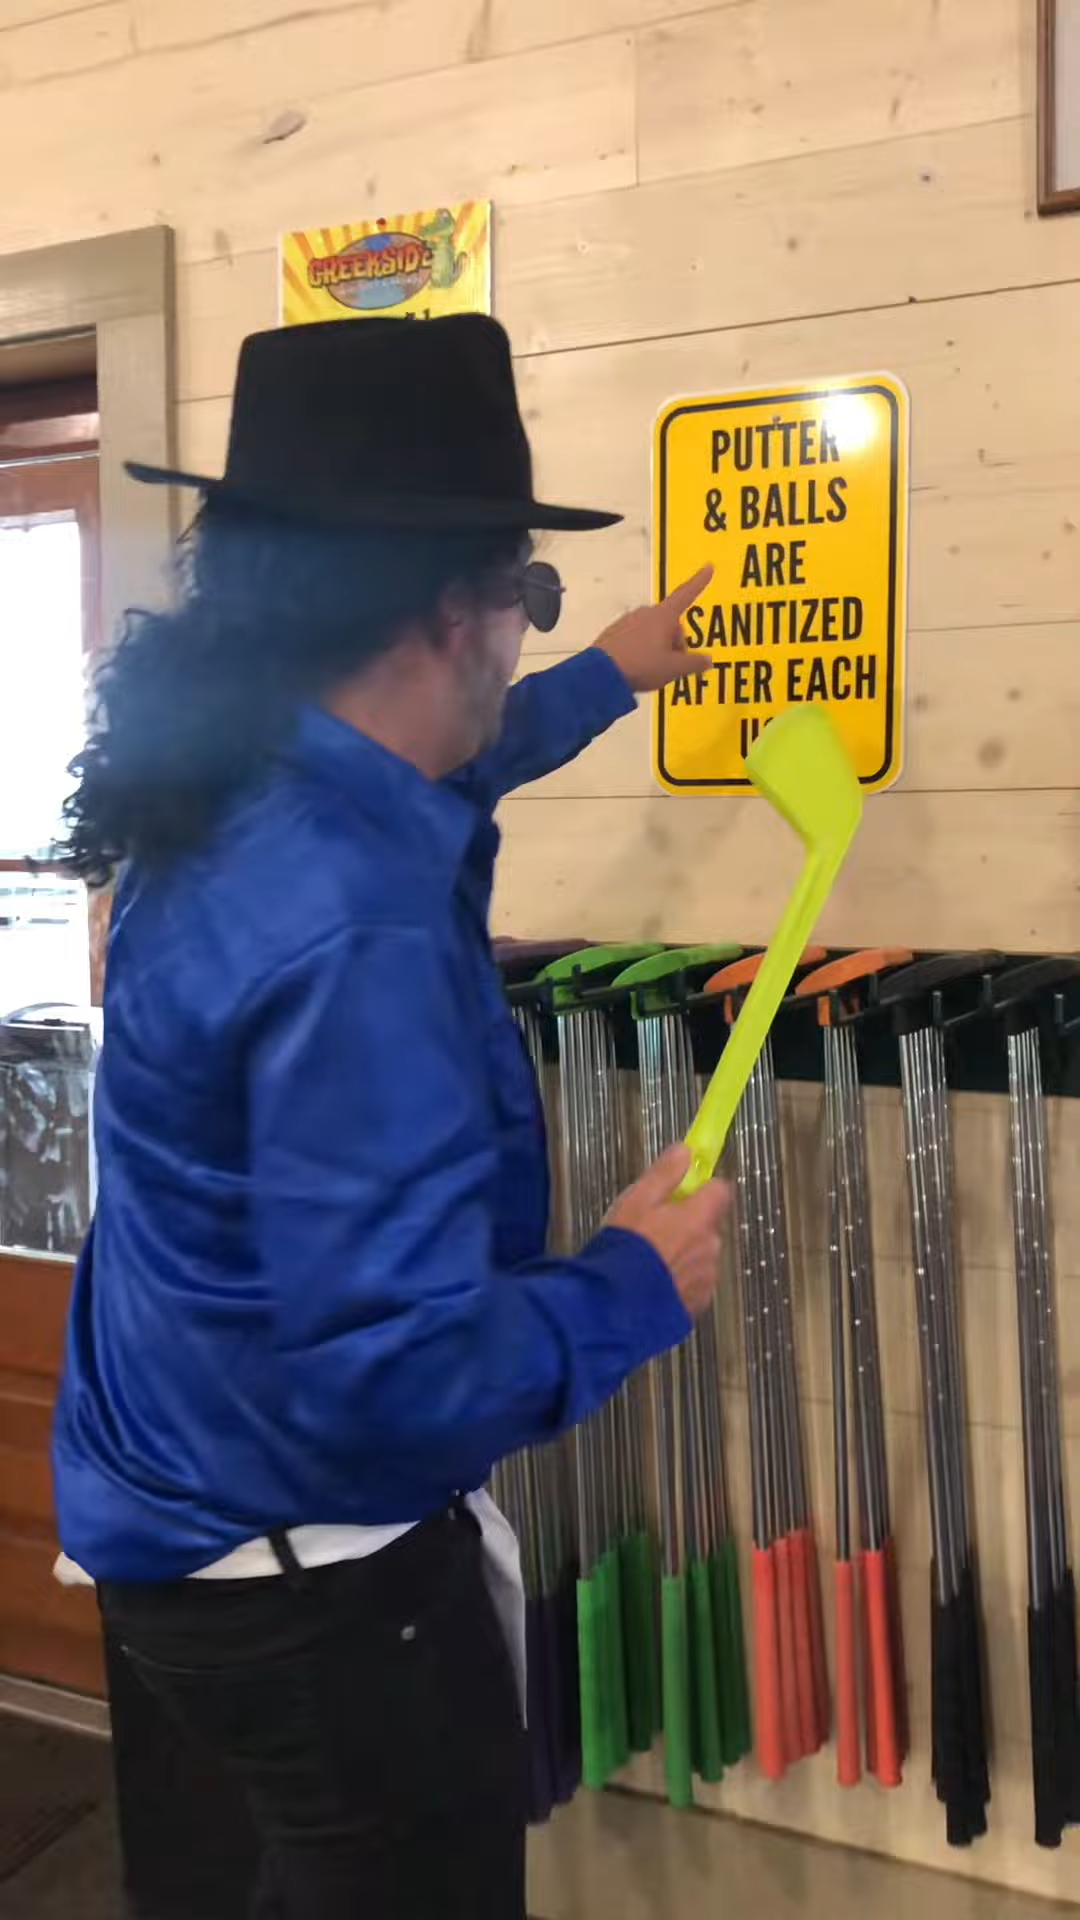 CREEKSIDE
PUTTER
& BALLS
ARE
SANITIZED
AFTER EACH